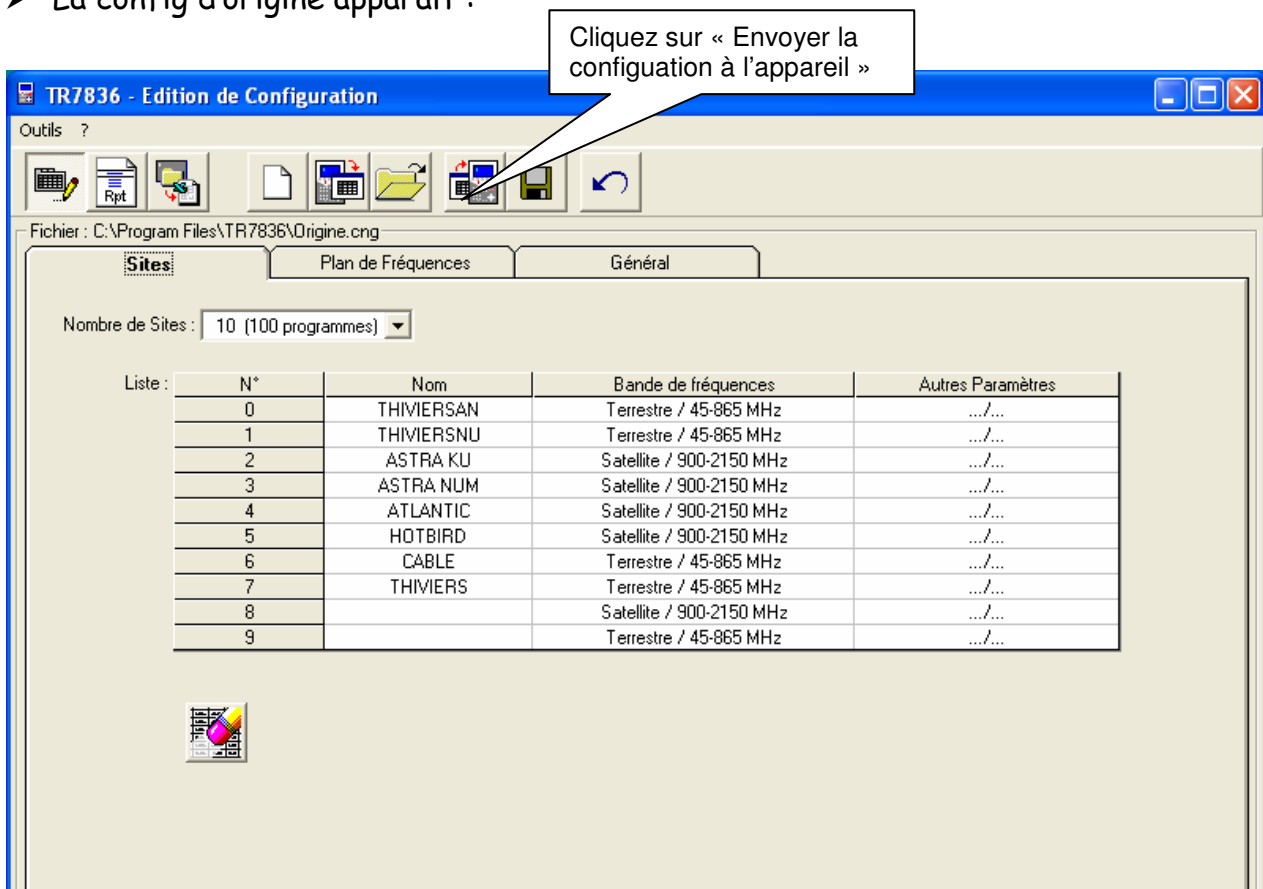 ➢ La config d'origine apparaît :
Cliquez sur « Envoyer la
configuation à l'appareil »
TR7836 - Edition de Configuration
Outils ?
Rpt
Fichier : C:\Program Files\TR7836\Origine.cng
Sites Plan de Fréquences Général
Nombre de Sites : 10 (100 programmes)
Liste : N° Nom Bande de fréquences Autres Paramètres
0 THIVIERSAN Terrestre / 45-865 MHz .../...
1 THIVIERSNU Terrestre / 45-865 MHz .../...
2 ASTRA KU Satellite / 900-2150 MHz .../...
3 ASTRA NUM Satellite / 900-2150 MHz .../...
4 ATLANTIC Satellite / 900-2150 MHz .../...
5 HOTBIRD Satellite / 900-2150 MHz .../...
6 CABLE Terrestre / 45-865 MHz .../...
7 THIVIERS Terrestre / 45-865 MHz .../...
8 Satellite / 900-2150 MHz .../...
9 Terrestre / 45-865 MHz .../...